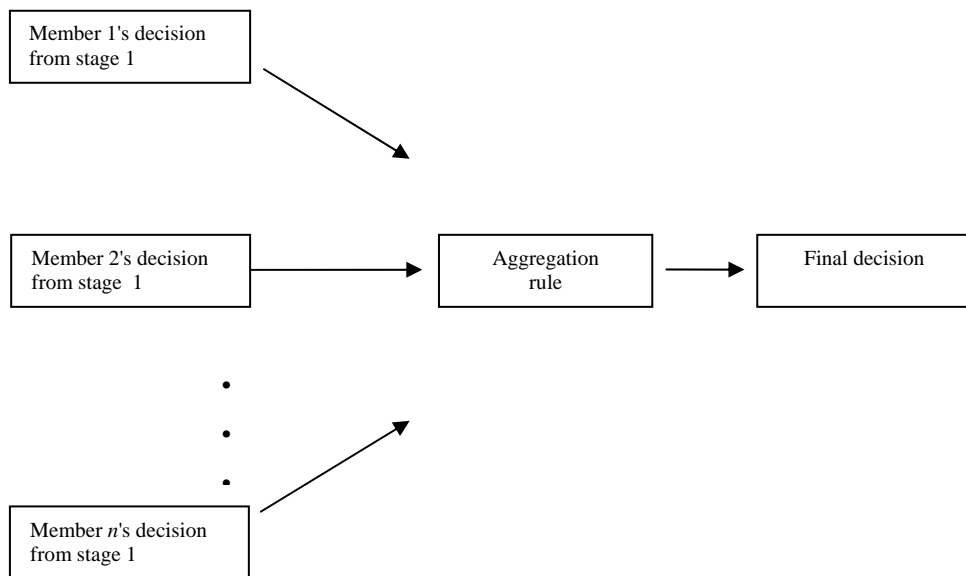 Member 1's decision
from stage 1
Member 2's decision
from stage 1
Aggregation
rule
Final decision
Member n's decision
from stage 1